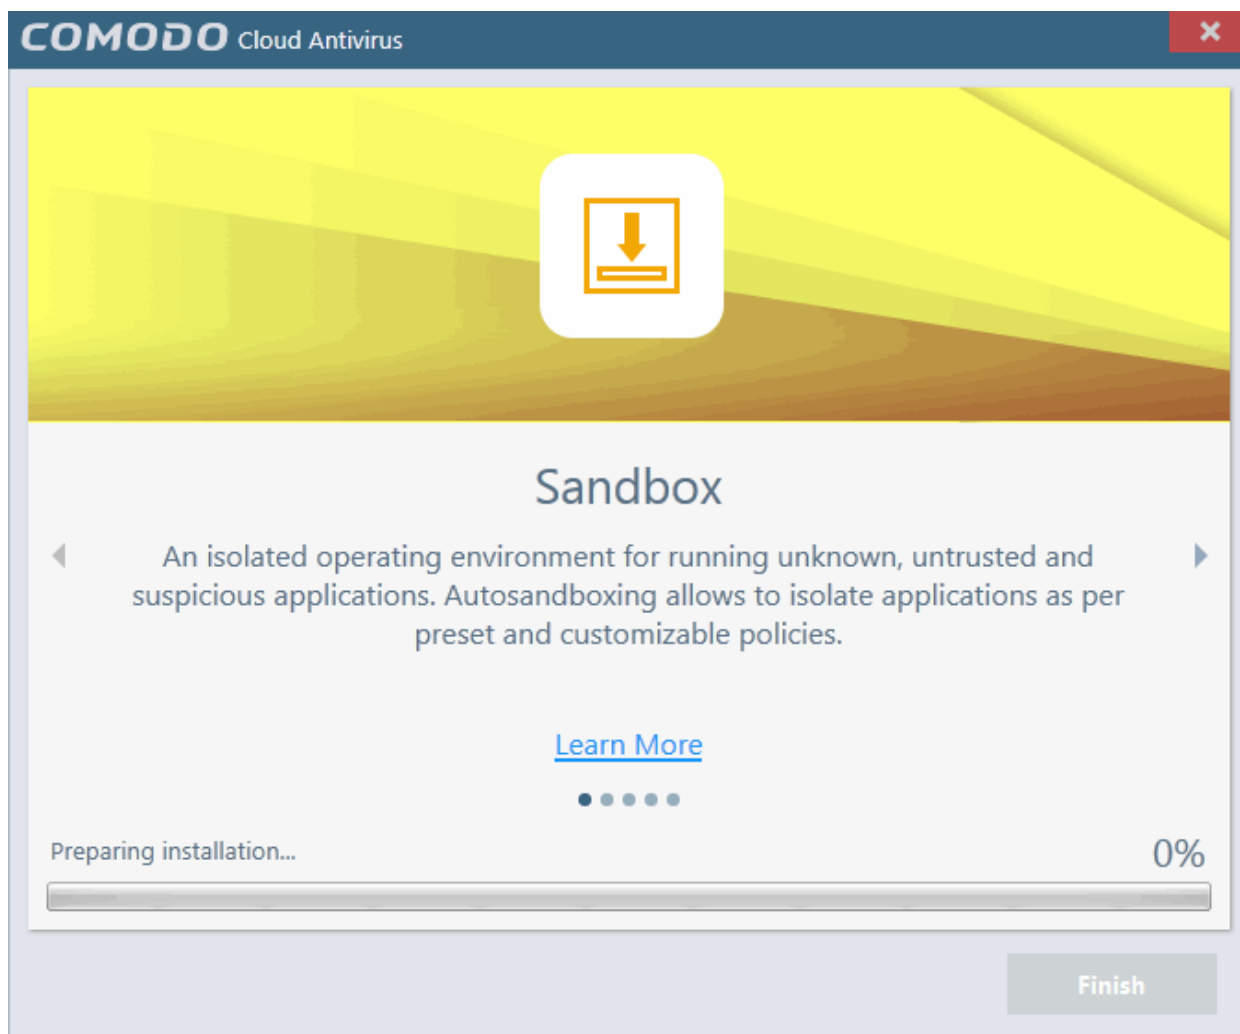 COMODO Cloud Antivirus
Sandbox
An isolated operating environment for running unknown, untrusted and
suspicious applications. Autosandboxing allows to isolate applications as per
preset and customizable policies.
Learn More
Preparing installation... 0%
Finish